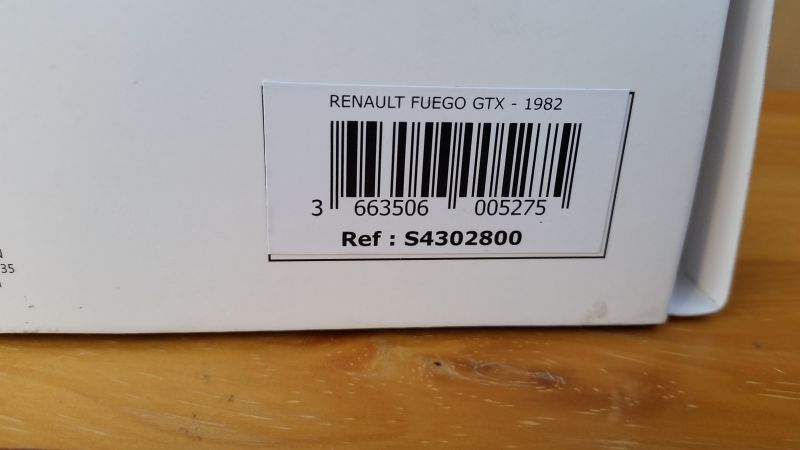 RENAULT FUEGO GTX - 1982
3 663506 005275
Ref : S4302800
35